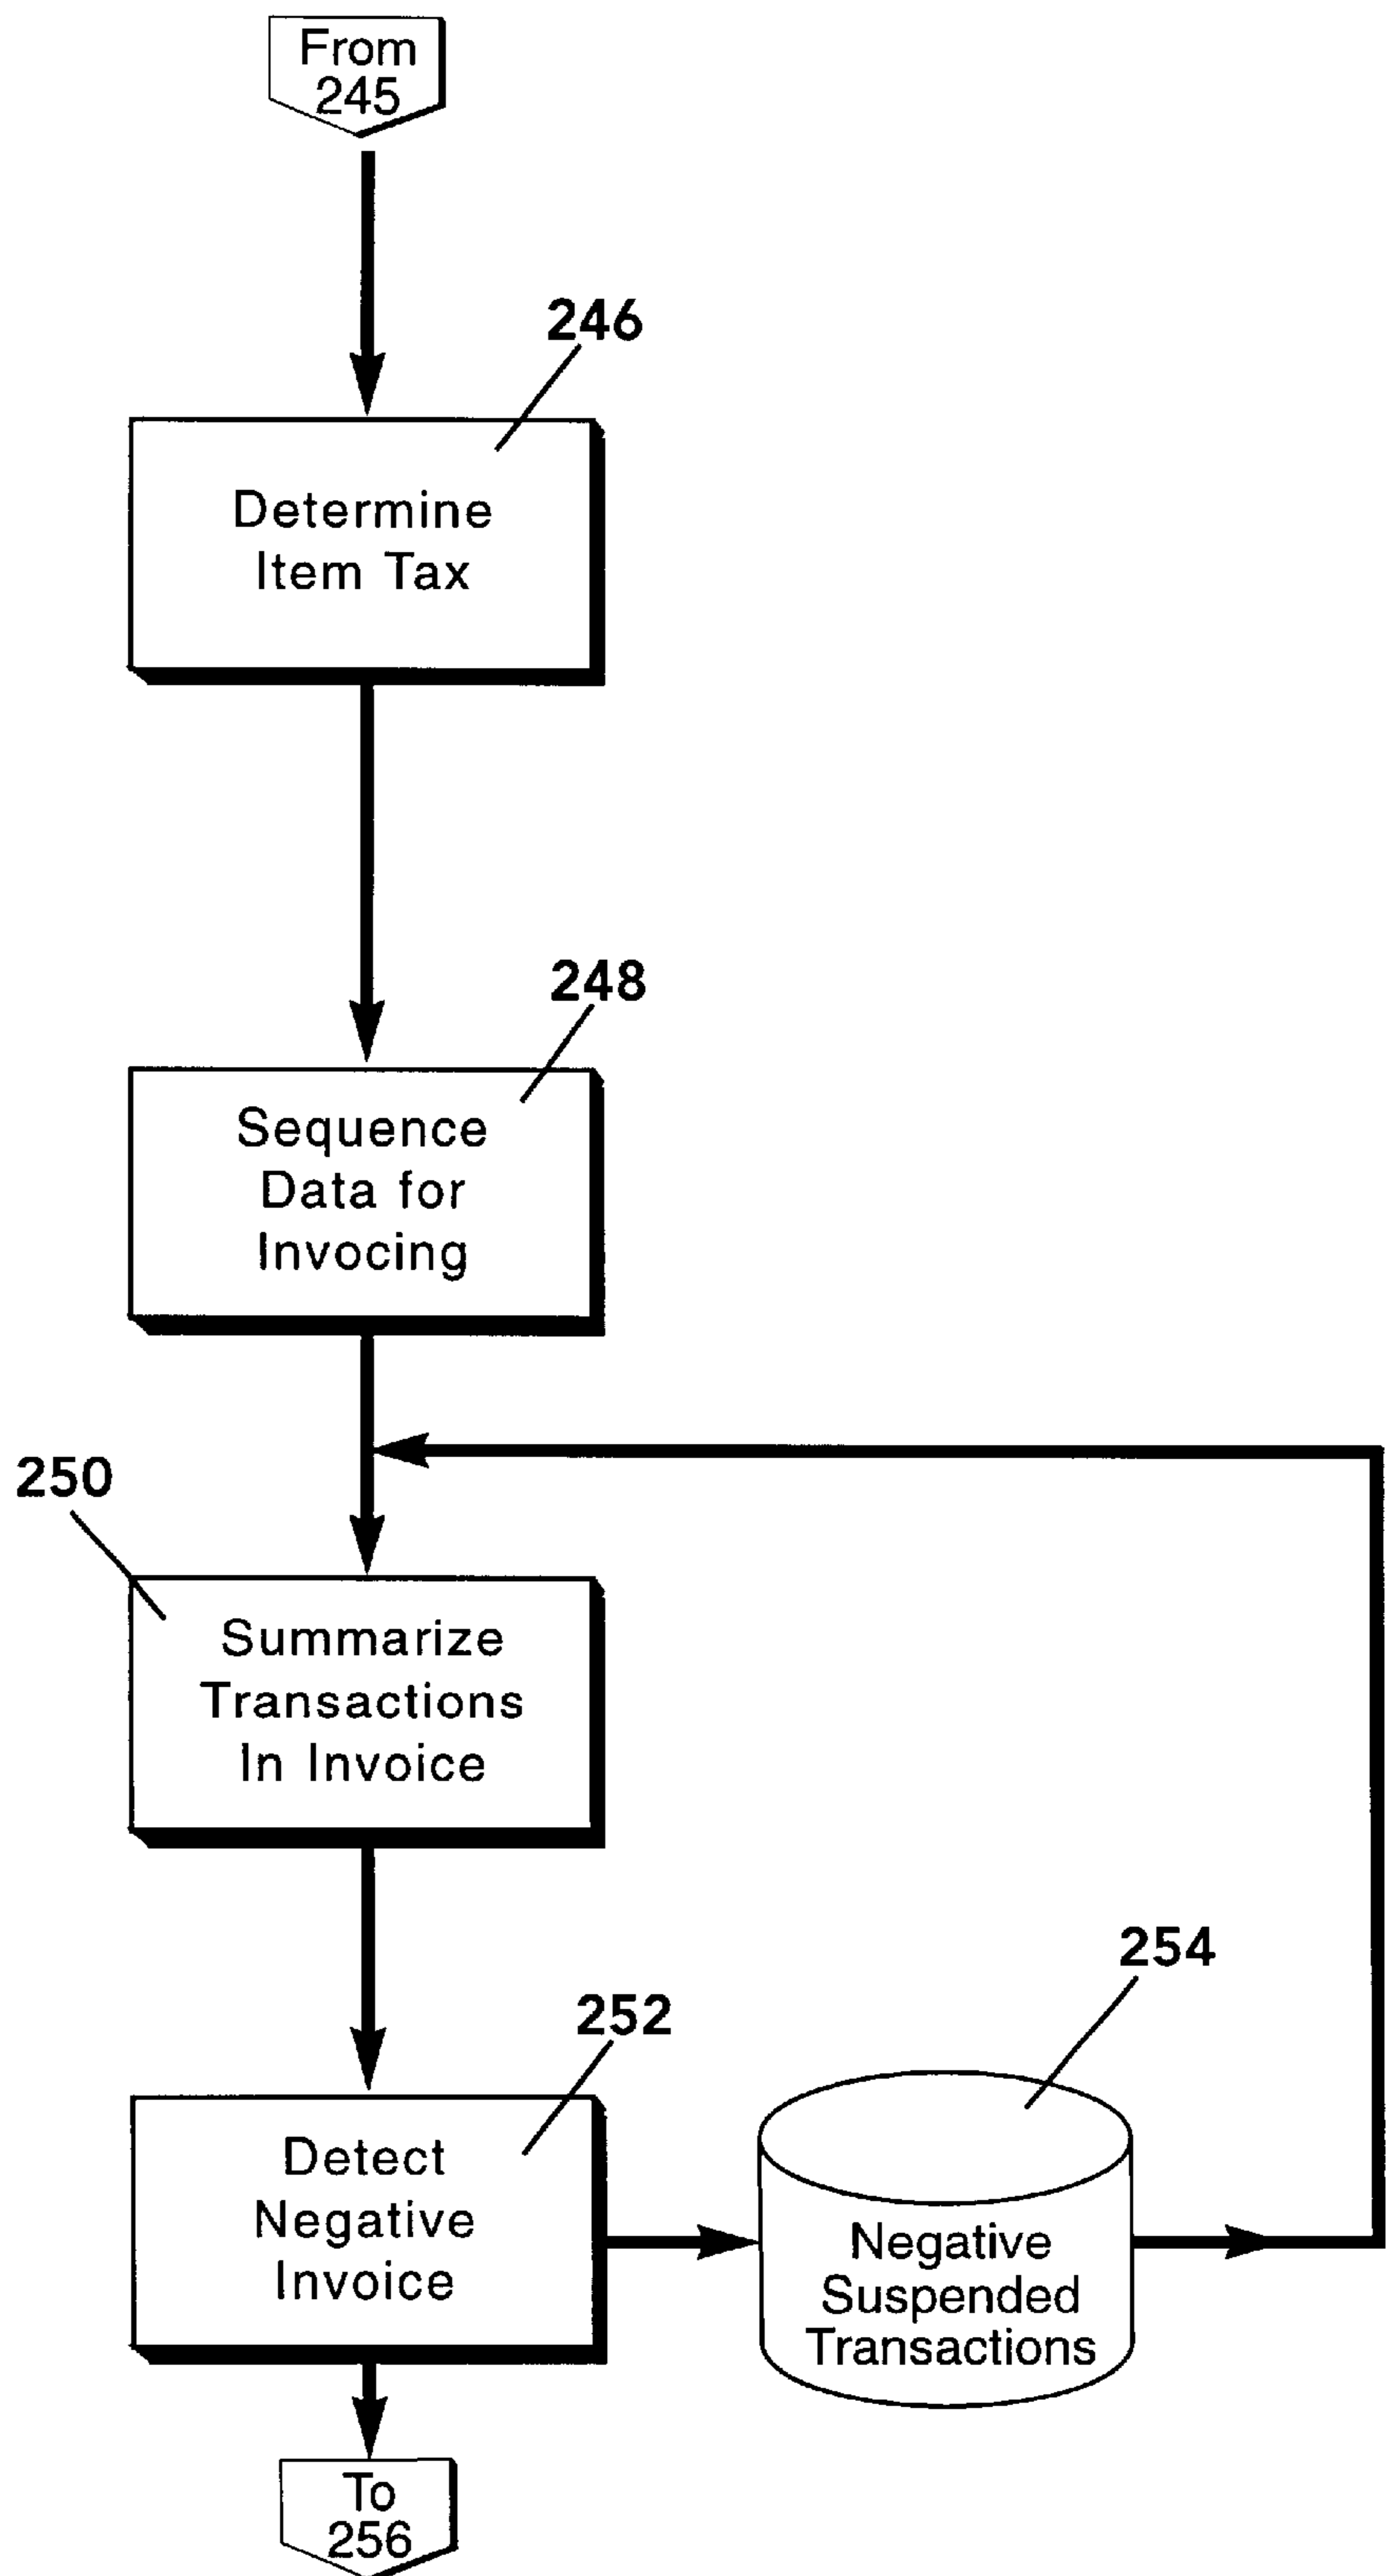 From
245
246
Determine
Item Tax
248
Sequence
Data for
Invocing
250
Summarize
Transactions
In Invoice
252
Detect
Negative
Invoice
254
Negative
Suspended
Transactions
To
256